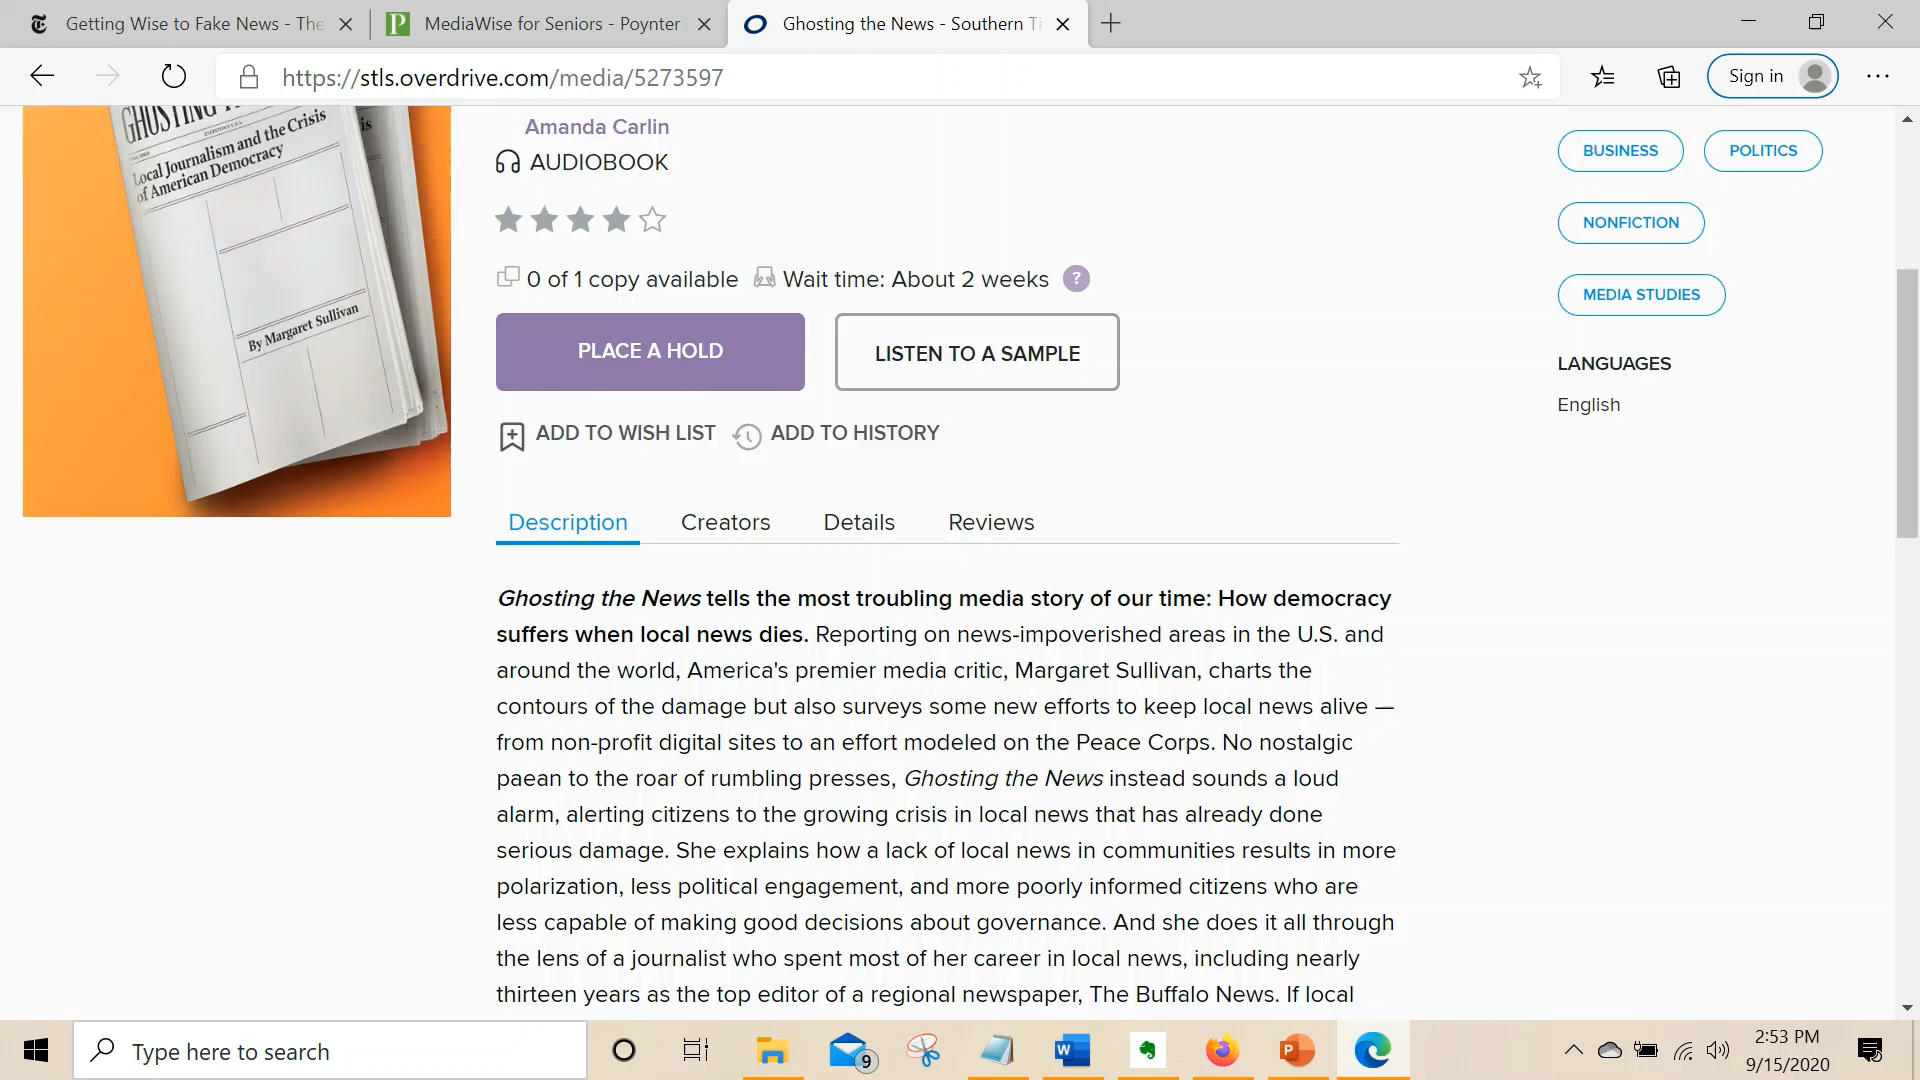 Getting Wise to Fake News - The
MediaWise for Seniors - Poynter
Ghosting the News - Southern Ti
https://stls.overdrive.com/media/5273597
Sign in
Local Journalism and the Crisis
of American Democracy
By Margaret Sullivan
Amanda Carlin
AUDIOBOOK
0 of 1 copy available Wait time: About 2 weeks ?
PLACE A HOLD
LISTEN TO A SAMPLE
ADD TO WISH LIST ADD TO HISTORY
Description Creators Details Reviews
Ghosting the News tells the most troubling media story of our time: How democracy
suffers when local news dies. Reporting on news-impoverished areas in the U.S. and
around the world, America's premier media critic, Margaret Sullivan, charts the
contours of the damage but also surveys some new efforts to keep local news alive —
from non-profit digital sites to an effort modeled on the Peace Corps. No nostalgic
paean to the roar of rumbling presses, Ghosting the News instead sounds a loud
alarm, alerting citizens to the growing crisis in local news that has already done
serious damage. She explains how a lack of local news in communities results in more
polarization, less political engagement, and more poorly informed citizens who are
less capable of making good decisions about governance. And she does it all through
the lens of a journalist who spent most of her career in local news, including nearly
thirteen years as the top editor of a regional newspaper, The Buffalo News. If local
BUSINESS
POLITICS
NONFICTION
MEDIA STUDIES
LANGUAGES
English
Type here to search
9
2:53 PM
9/15/2020